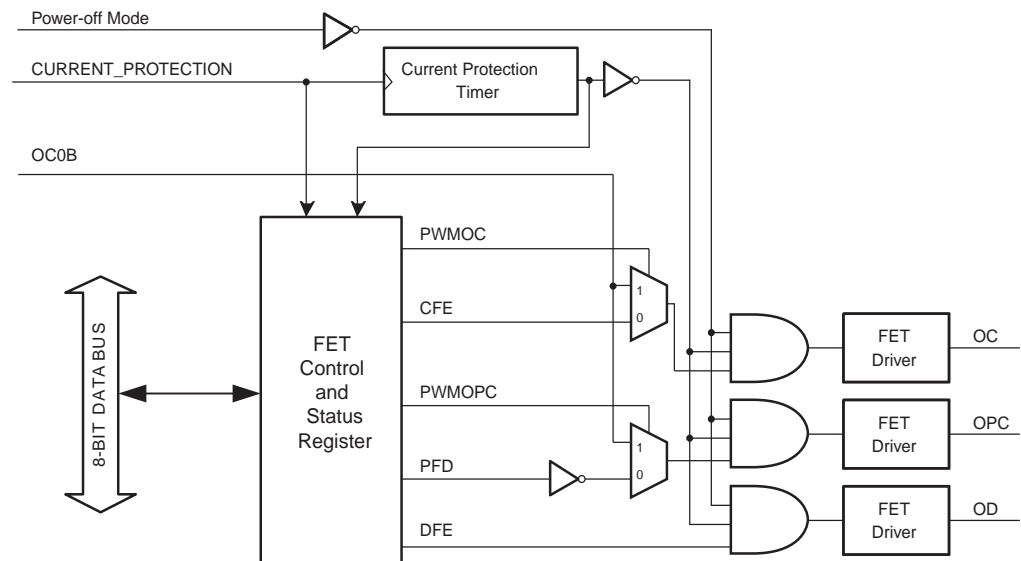 Power-off Mode
CURRENT_PROTECTION
Current Protection
Timer
OC0B
PWMOC
1
0
CFE
8-BIT DATA BUS
FET
Control
and
Status
Register
FET
Driver
OC
PWMOPC
1
0
PFD
FET
Driver
OPC
DFE
FET
Driver
OD